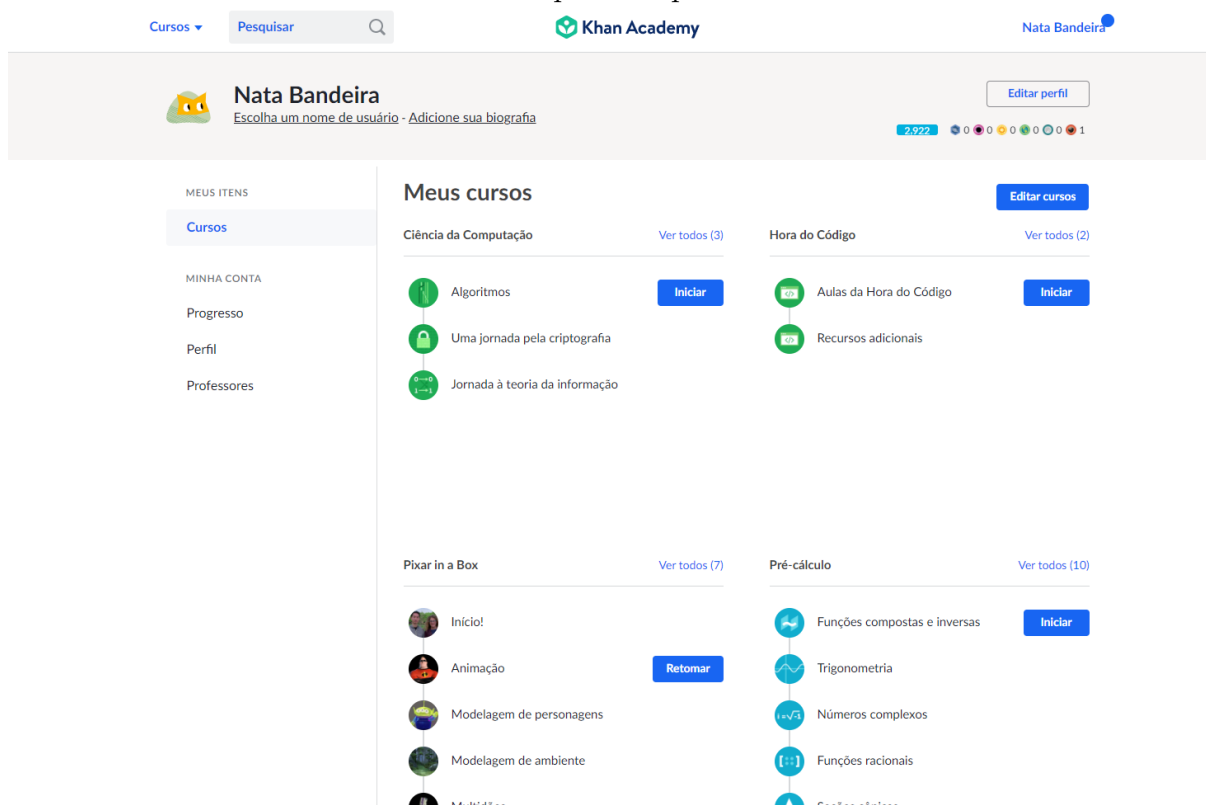 Cursos
Pesquisar
Khan Academy
Nata Bandeira
Nata Bandeira
Escolha um nome de usuário - Adicione sua biografia
Editar perfil
2.922 0 0 0 0 0 1
MEUS ITENS
Cursos
MINHA CONTA
Progresso
Perfil
Professores
Meus cursos
Editar cursos
Ciência da Computação
Ver todos (3)
Algoritmos
Iniciar
Uma jornada pela criptografia
Jornada à teoria da informação
Hora do Código
Ver todos (2)
Aulas da Hora do Código
Iniciar
Recursos adicionais
Pixar in a Box
Ver todos (7)
Início!
Animação
Retomar
Modelagem de personagens
Modelagem de ambiente
Pré-cálculo
Ver todos (10)
Funções compostas e inversas
Iniciar
Trigonometria
Números complexos
Funções racionais